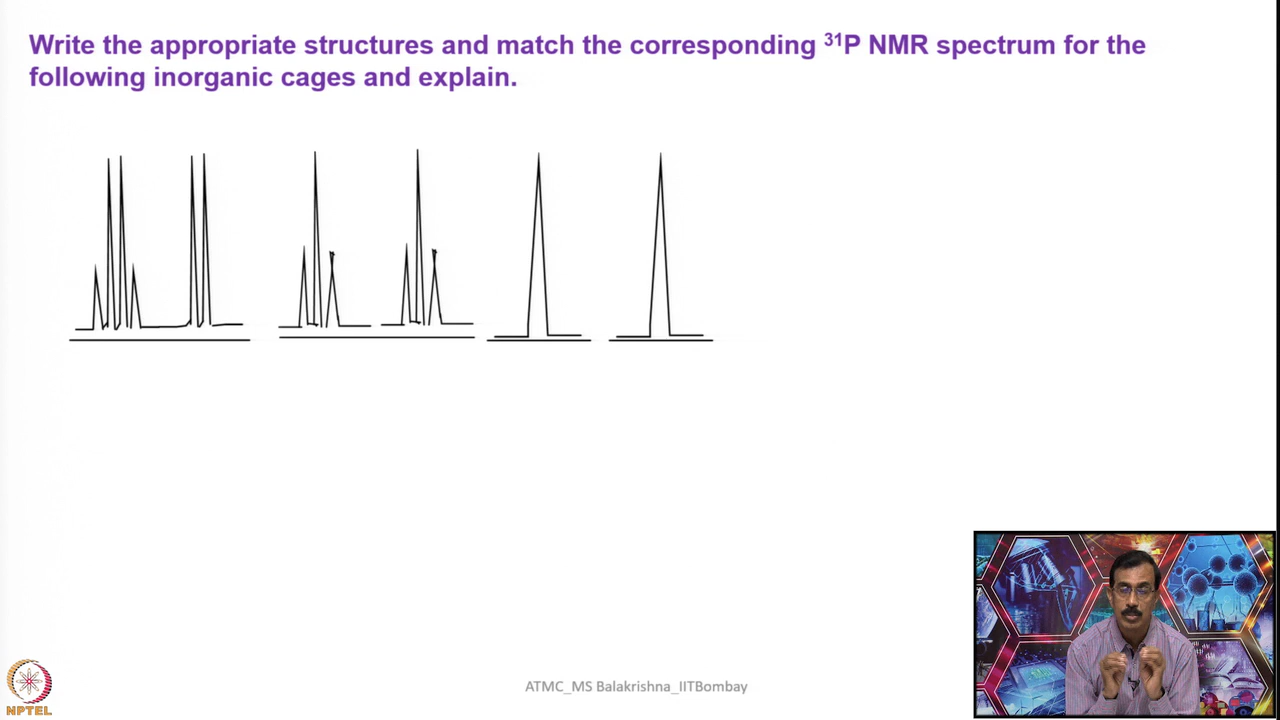 Write the appropriate structures and match the corresponding ³¹P NMR spectrum for the
following inorganic cages and explain.
ATMC_MS Balakrishna_IITBombay
NPTEL